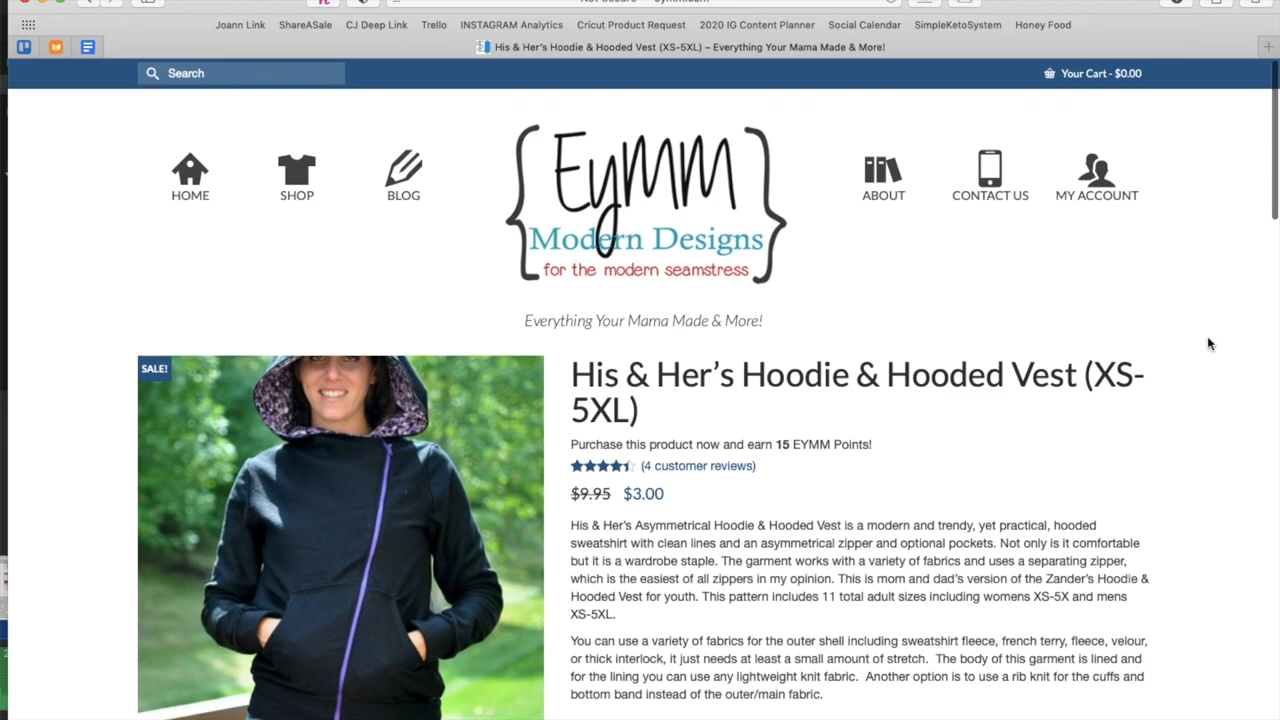 Joann Link ShareASale CJ Deep Link Trello INSTAGRAM Analytics Cricut Product Request 2020 IG Content Planner Social Calendar SimpleKetoSystem Honey Food
His & Her's Hoodie & Hooded Vest (XS-5XL) – Everything Your Mama Made & More!
Search
Your Cart - $0.00
HOME
SHOP
BLOG
EYMM
Modern Designs
for the modern seamstress
ABOUT
CONTACT US
MY ACCOUNT
Everything Your Mama Made & More!
SALE!
His & Her’s Hoodie & Hooded Vest (XS-
5XL)
Purchase this product now and earn 15 EYMM Points!
(4 customer reviews)
$9.95 $3.00
His & Her’s Asymmetrical Hoodie & Hooded Vest is a modern and trendy, yet practical, hooded
sweatshirt with clean lines and an asymmetrical zipper and optional pockets. Not only is it comfortable
but it is a wardrobe staple. The garment works with a variety of fabrics and uses a separating zipper,
which is the easiest of all zippers in my opinion. This is mom and dad’s version of the Zander’s Hoodie &
Hooded Vest for youth. This pattern includes 11 total adult sizes including womens XS-5X and mens
XS-5XL.
You can use a variety of fabrics for the outer shell including sweatshirt fleece, french terry, fleece, velour,
or thick interlock, it just needs at least a small amount of stretch. The body of this garment is lined and
for the lining you can use any lightweight knit fabric. Another option is to use a rib knit for the cuffs and
bottom band instead of the outer/main fabric.